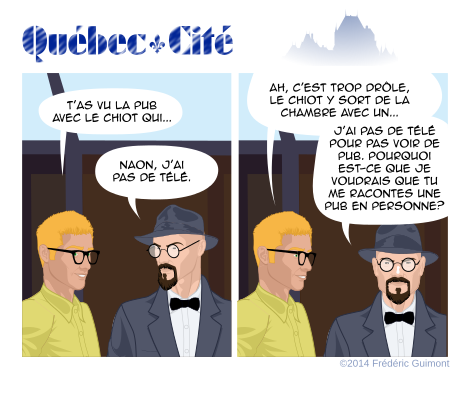 Québec Cité
T'AS VU LA PUB
AVEC LE CHIOT QUI...
NAON, J'AI
PAS DE TÉLÉ.
AH, C'EST TROP DRÔLE,
LE CHIOT Y SORT DE LA
CHAMBRE AVEC UN...
J'AI PAS DE TÉLÉ
POUR PAS VOIR DE
PUB. POURQUOI
EST-CE QUE JE
VOUDRAIS QUE TU
ME RACONTES UNE
PUB EN PERSONNE?
©2014 Frédéric Guimont